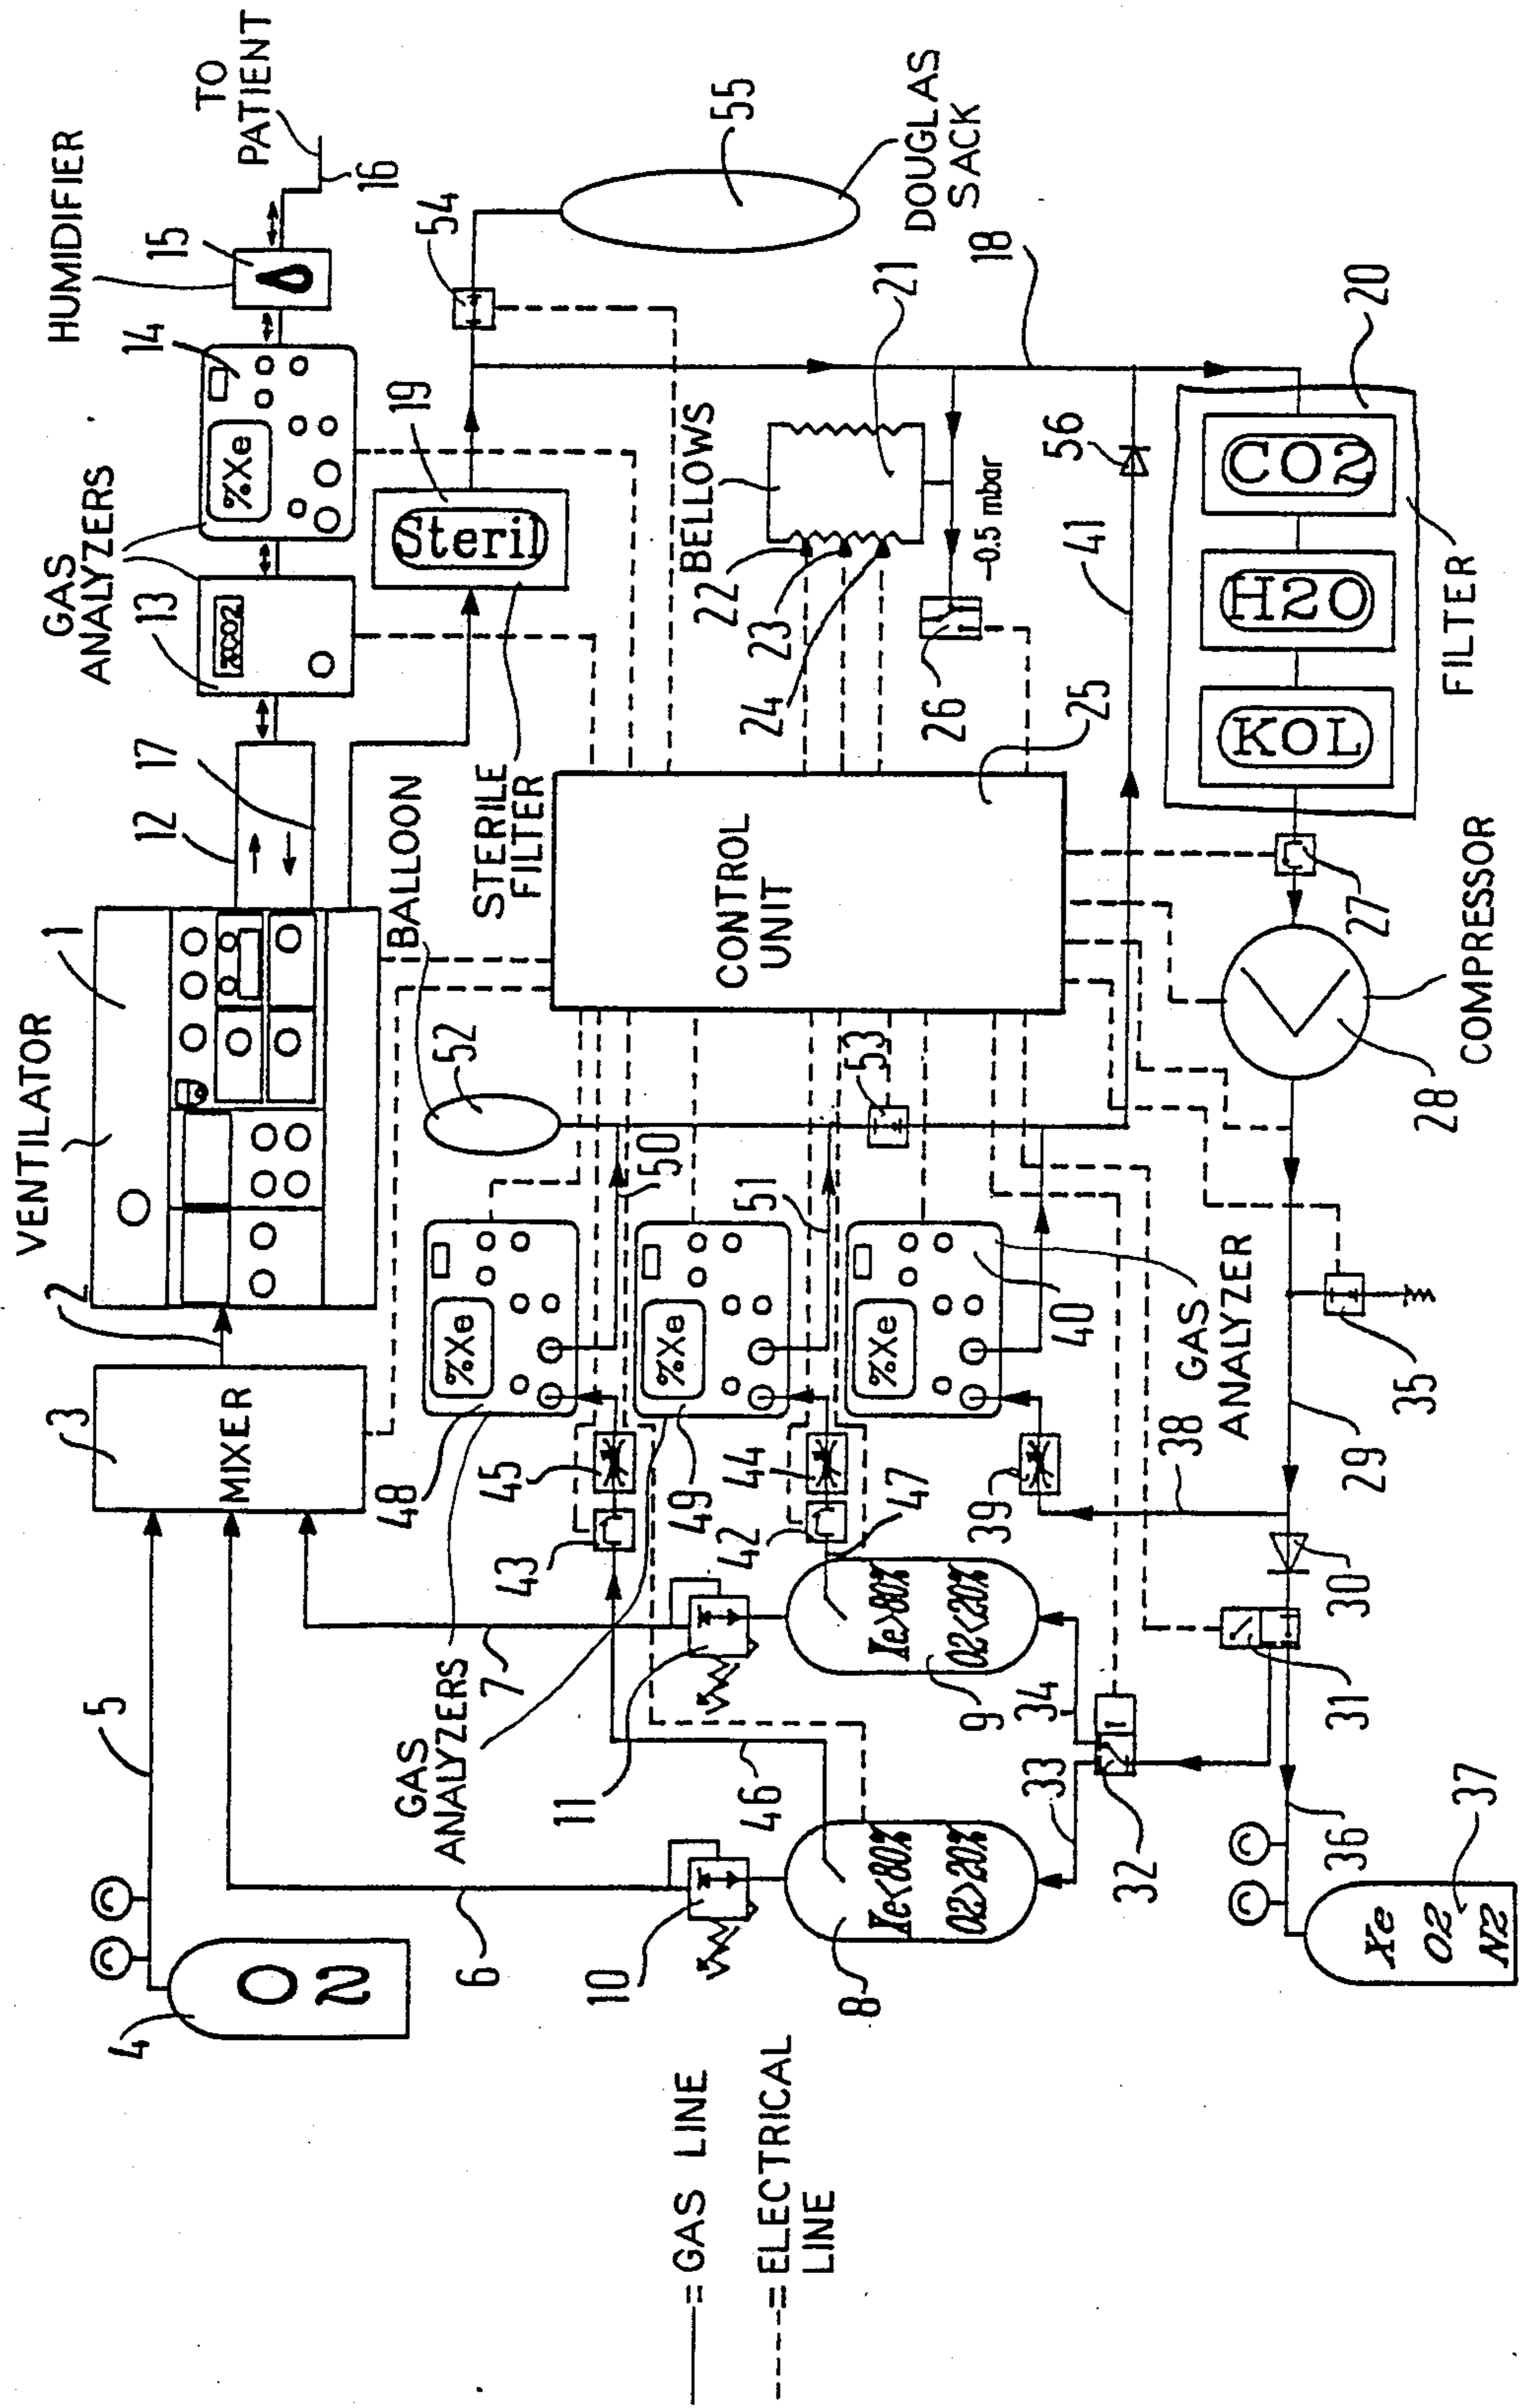 VENTILATOR
1
2
3
MIXER
4
O2
5
6
7
8
Xe<80%
O2>20%
9
Xe>80%
O2<20%
10
11
12
17
GAS
ANALYZERS
13
%CO2
14
%Xe
HUMIDIFIER
15
TO
PATIENT
16
BALLOON
52
STERILE
FILTER
19
Steril
54
55
DOUGLAS
SACK
BELLOWS
21
22
23
24
26
-0.5 mbar
18
CONTROL
UNIT
25
41
56
20
CO2
H2O
KOL
FILTER
27
COMPRESSOR
28
29
35
30
31
32
33
34
36
37
Xe
O2
N2
38
39
40
%Xe
GAS
ANALYZER
42
43
44
45
46
47
48
%Xe
49
%Xe
GAS
ANALYZERS
50
51
53
= GAS LINE
= ELECTRICAL
LINE